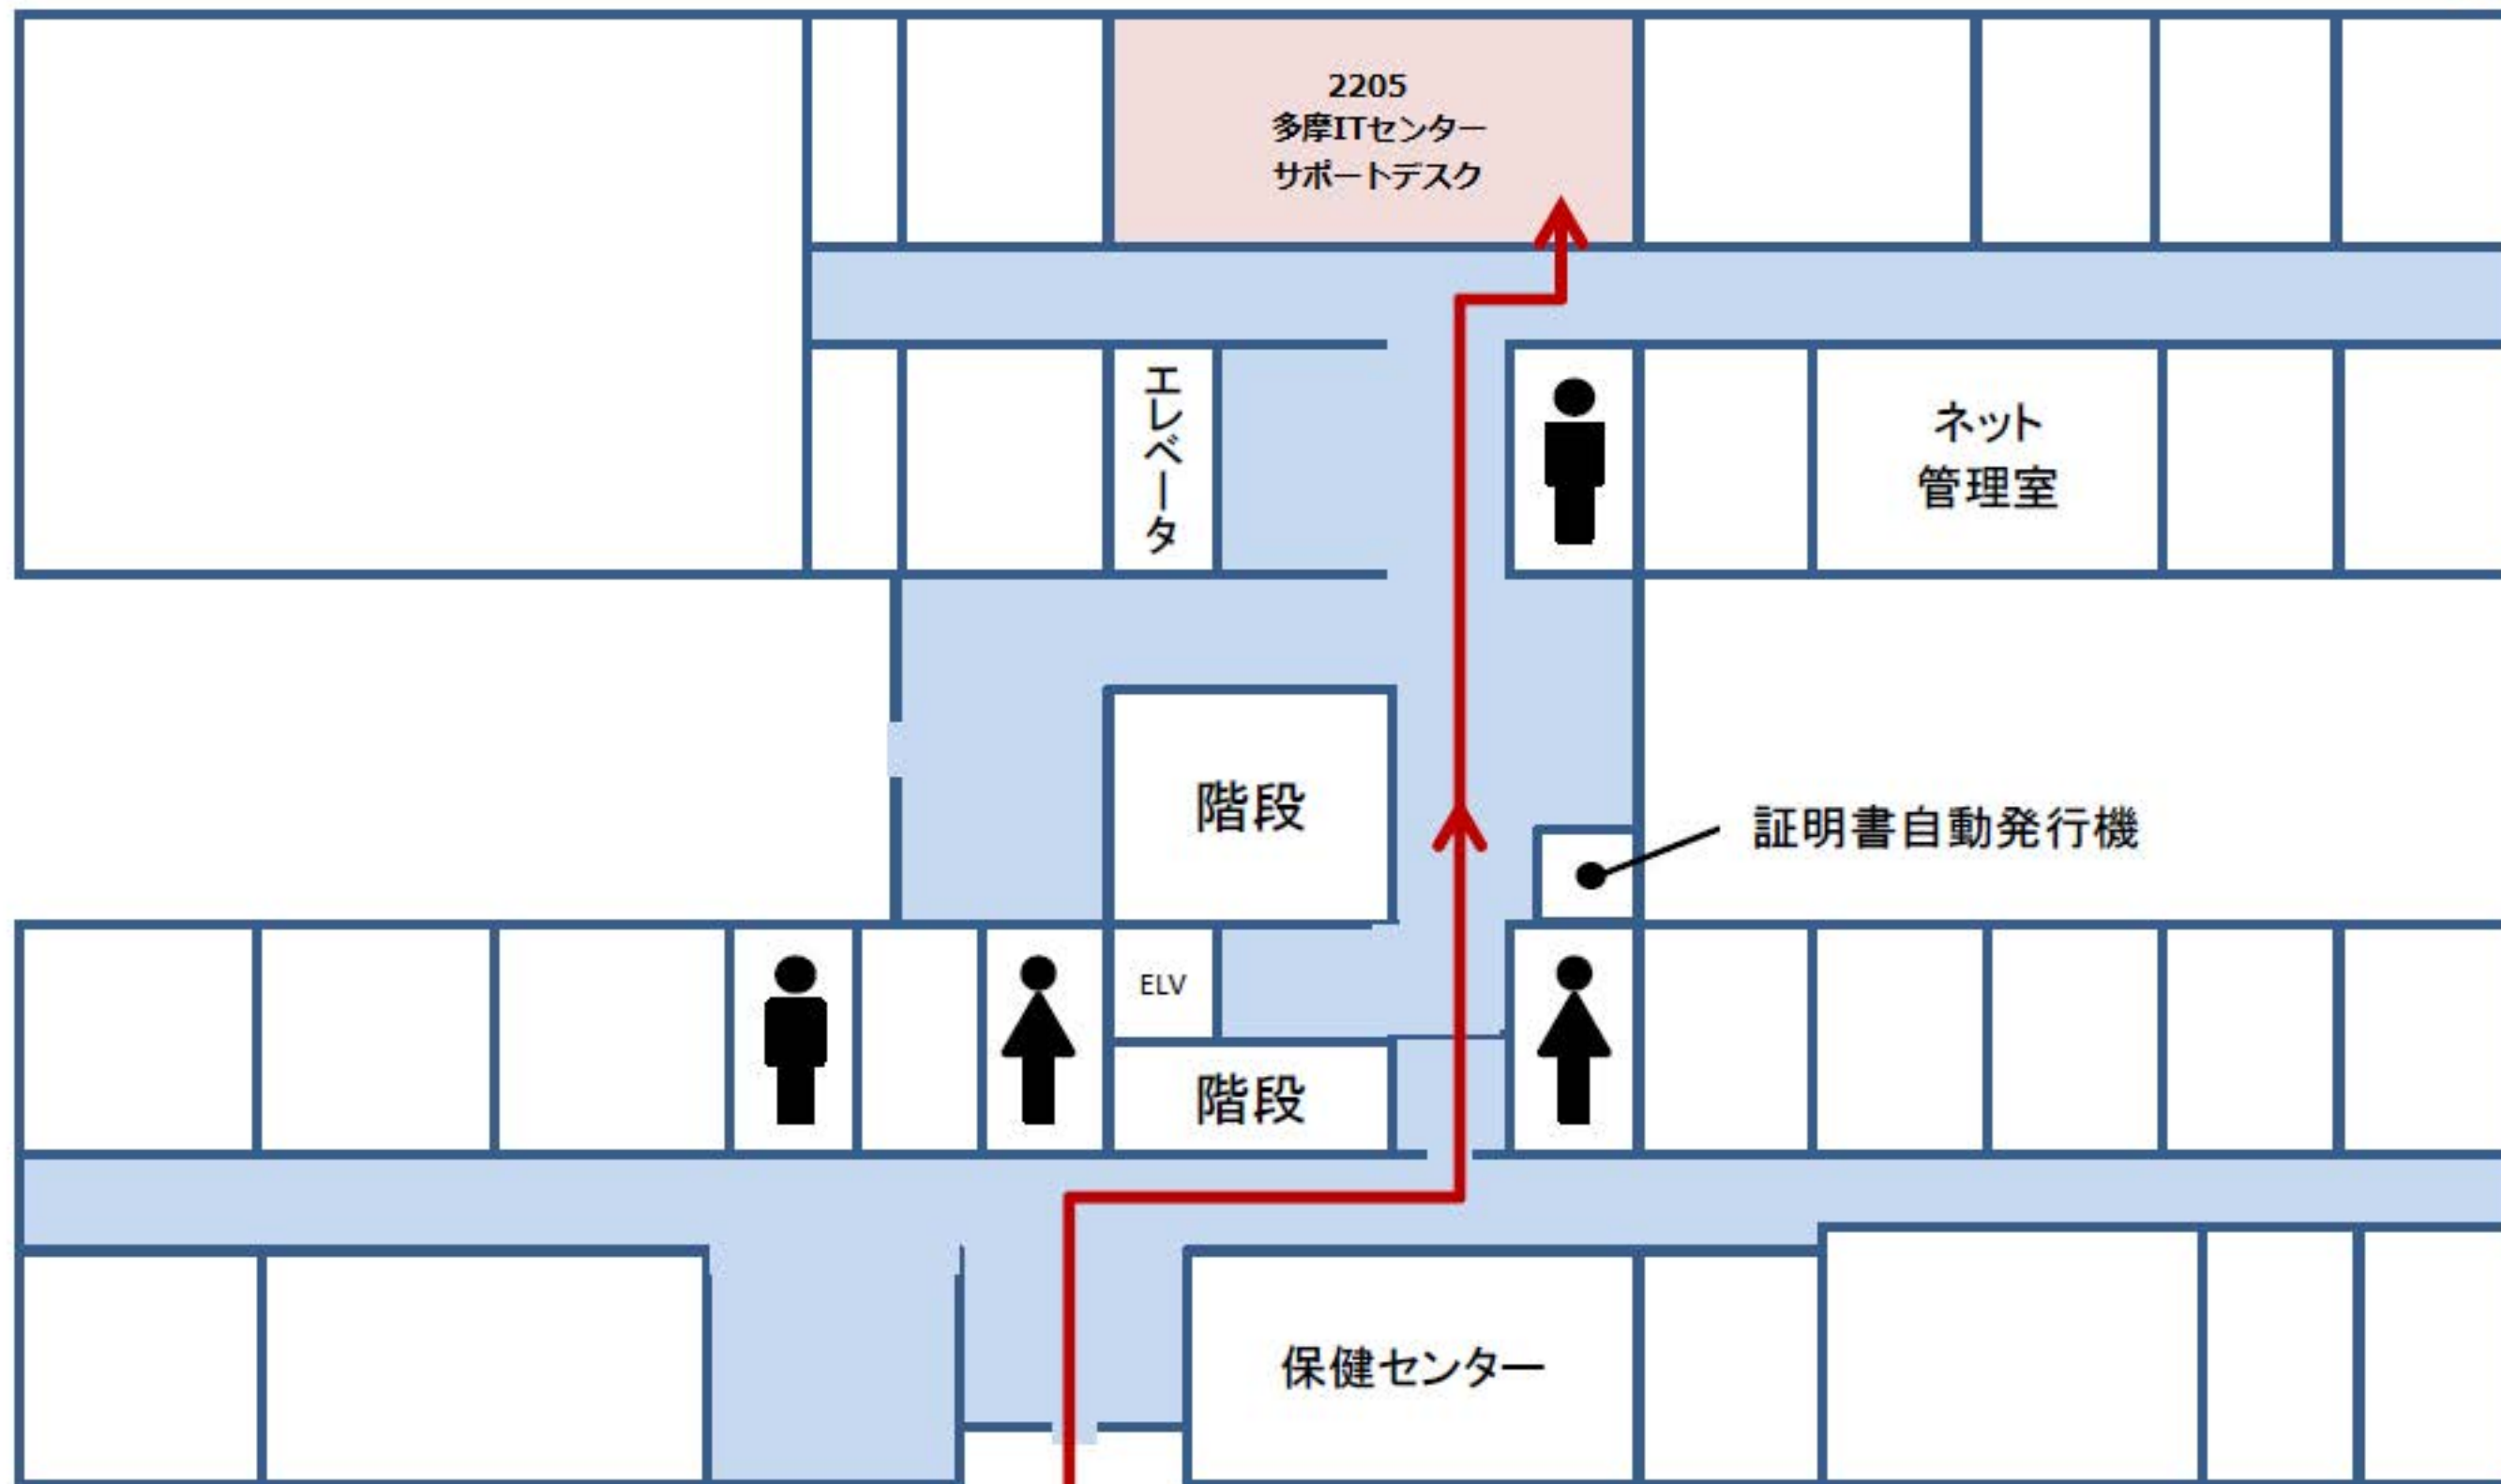 2205
多摩ITセンター
サポートデスク
エレベータ
ネット
管理室
階段
証明書自動発行機
ELV
階段
保健センター